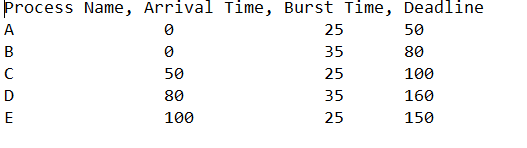 Process Name, Arrival Time, Burst Time, Deadline
A 0 25 50
B 0 35 80
C 50 25 100
D 80 35 160
E 100 25 150